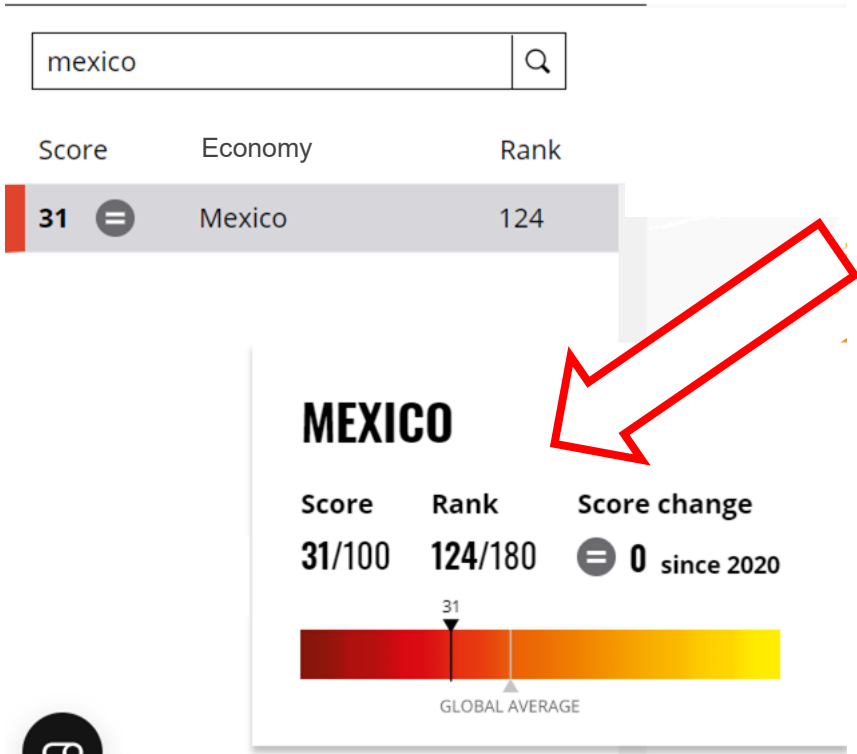 mexico
Score Economy Rank
31 Mexico 124
MEXICO
Score Rank Score change
31/100 124/180 0 since 2020
31
GLOBAL AVERAGE